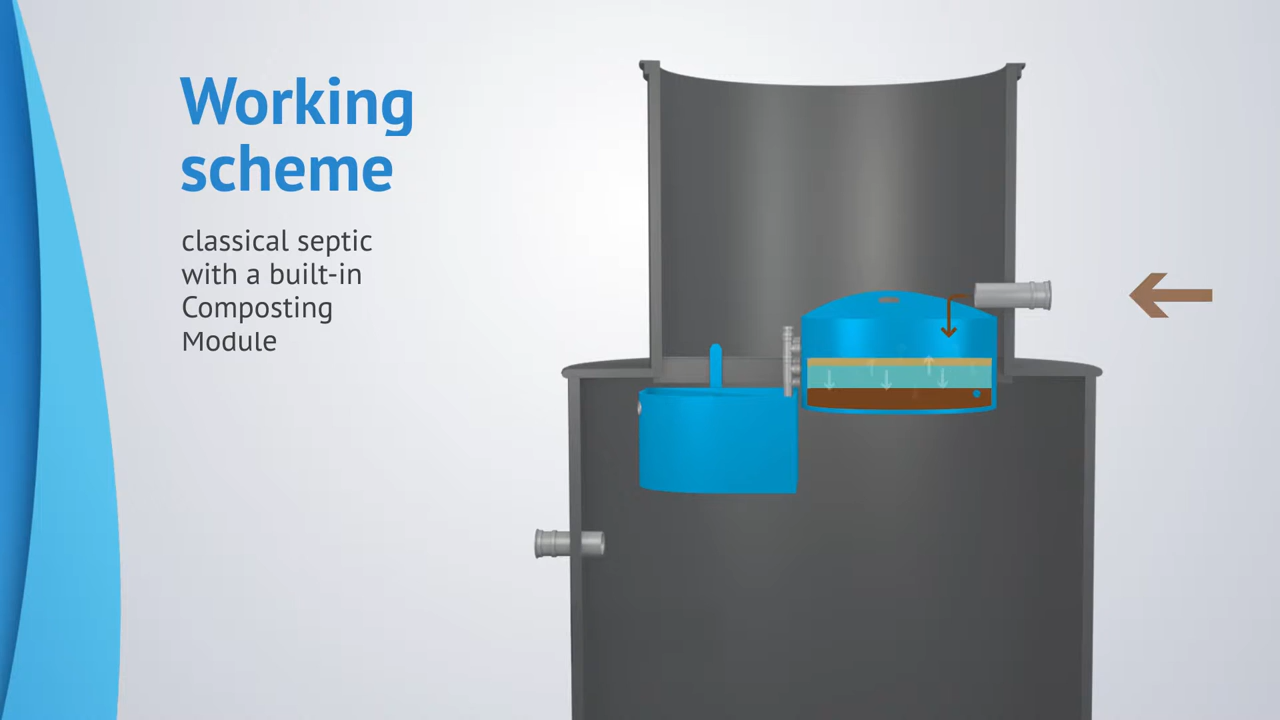 Working
scheme
classical septic
with a built-in
Composting
Module